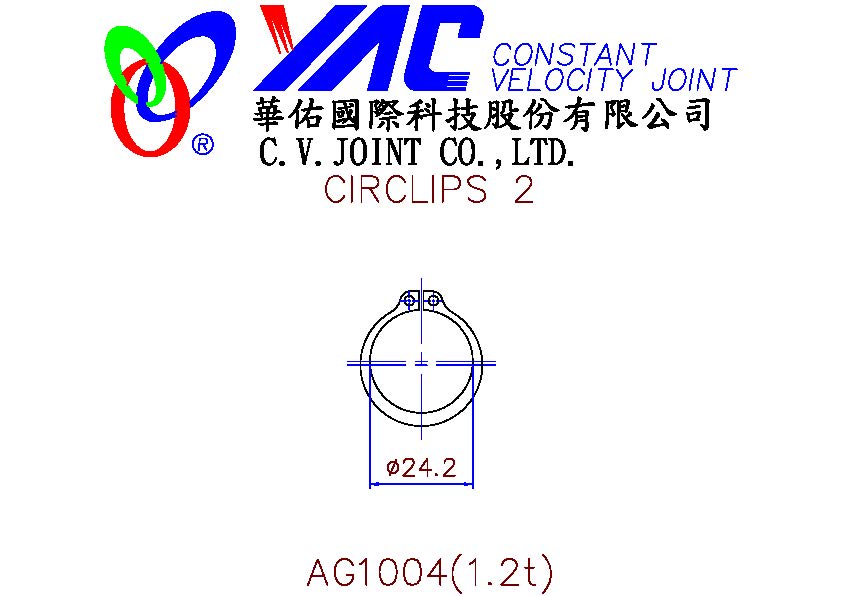 YAC CONSTANT
VELOCITY JOINT
®
華佑國際科技股份有限公司
C.V.JOINT CO.,LTD.
CIRCLIPS 2
ø24.2
AG1004(1.2t)